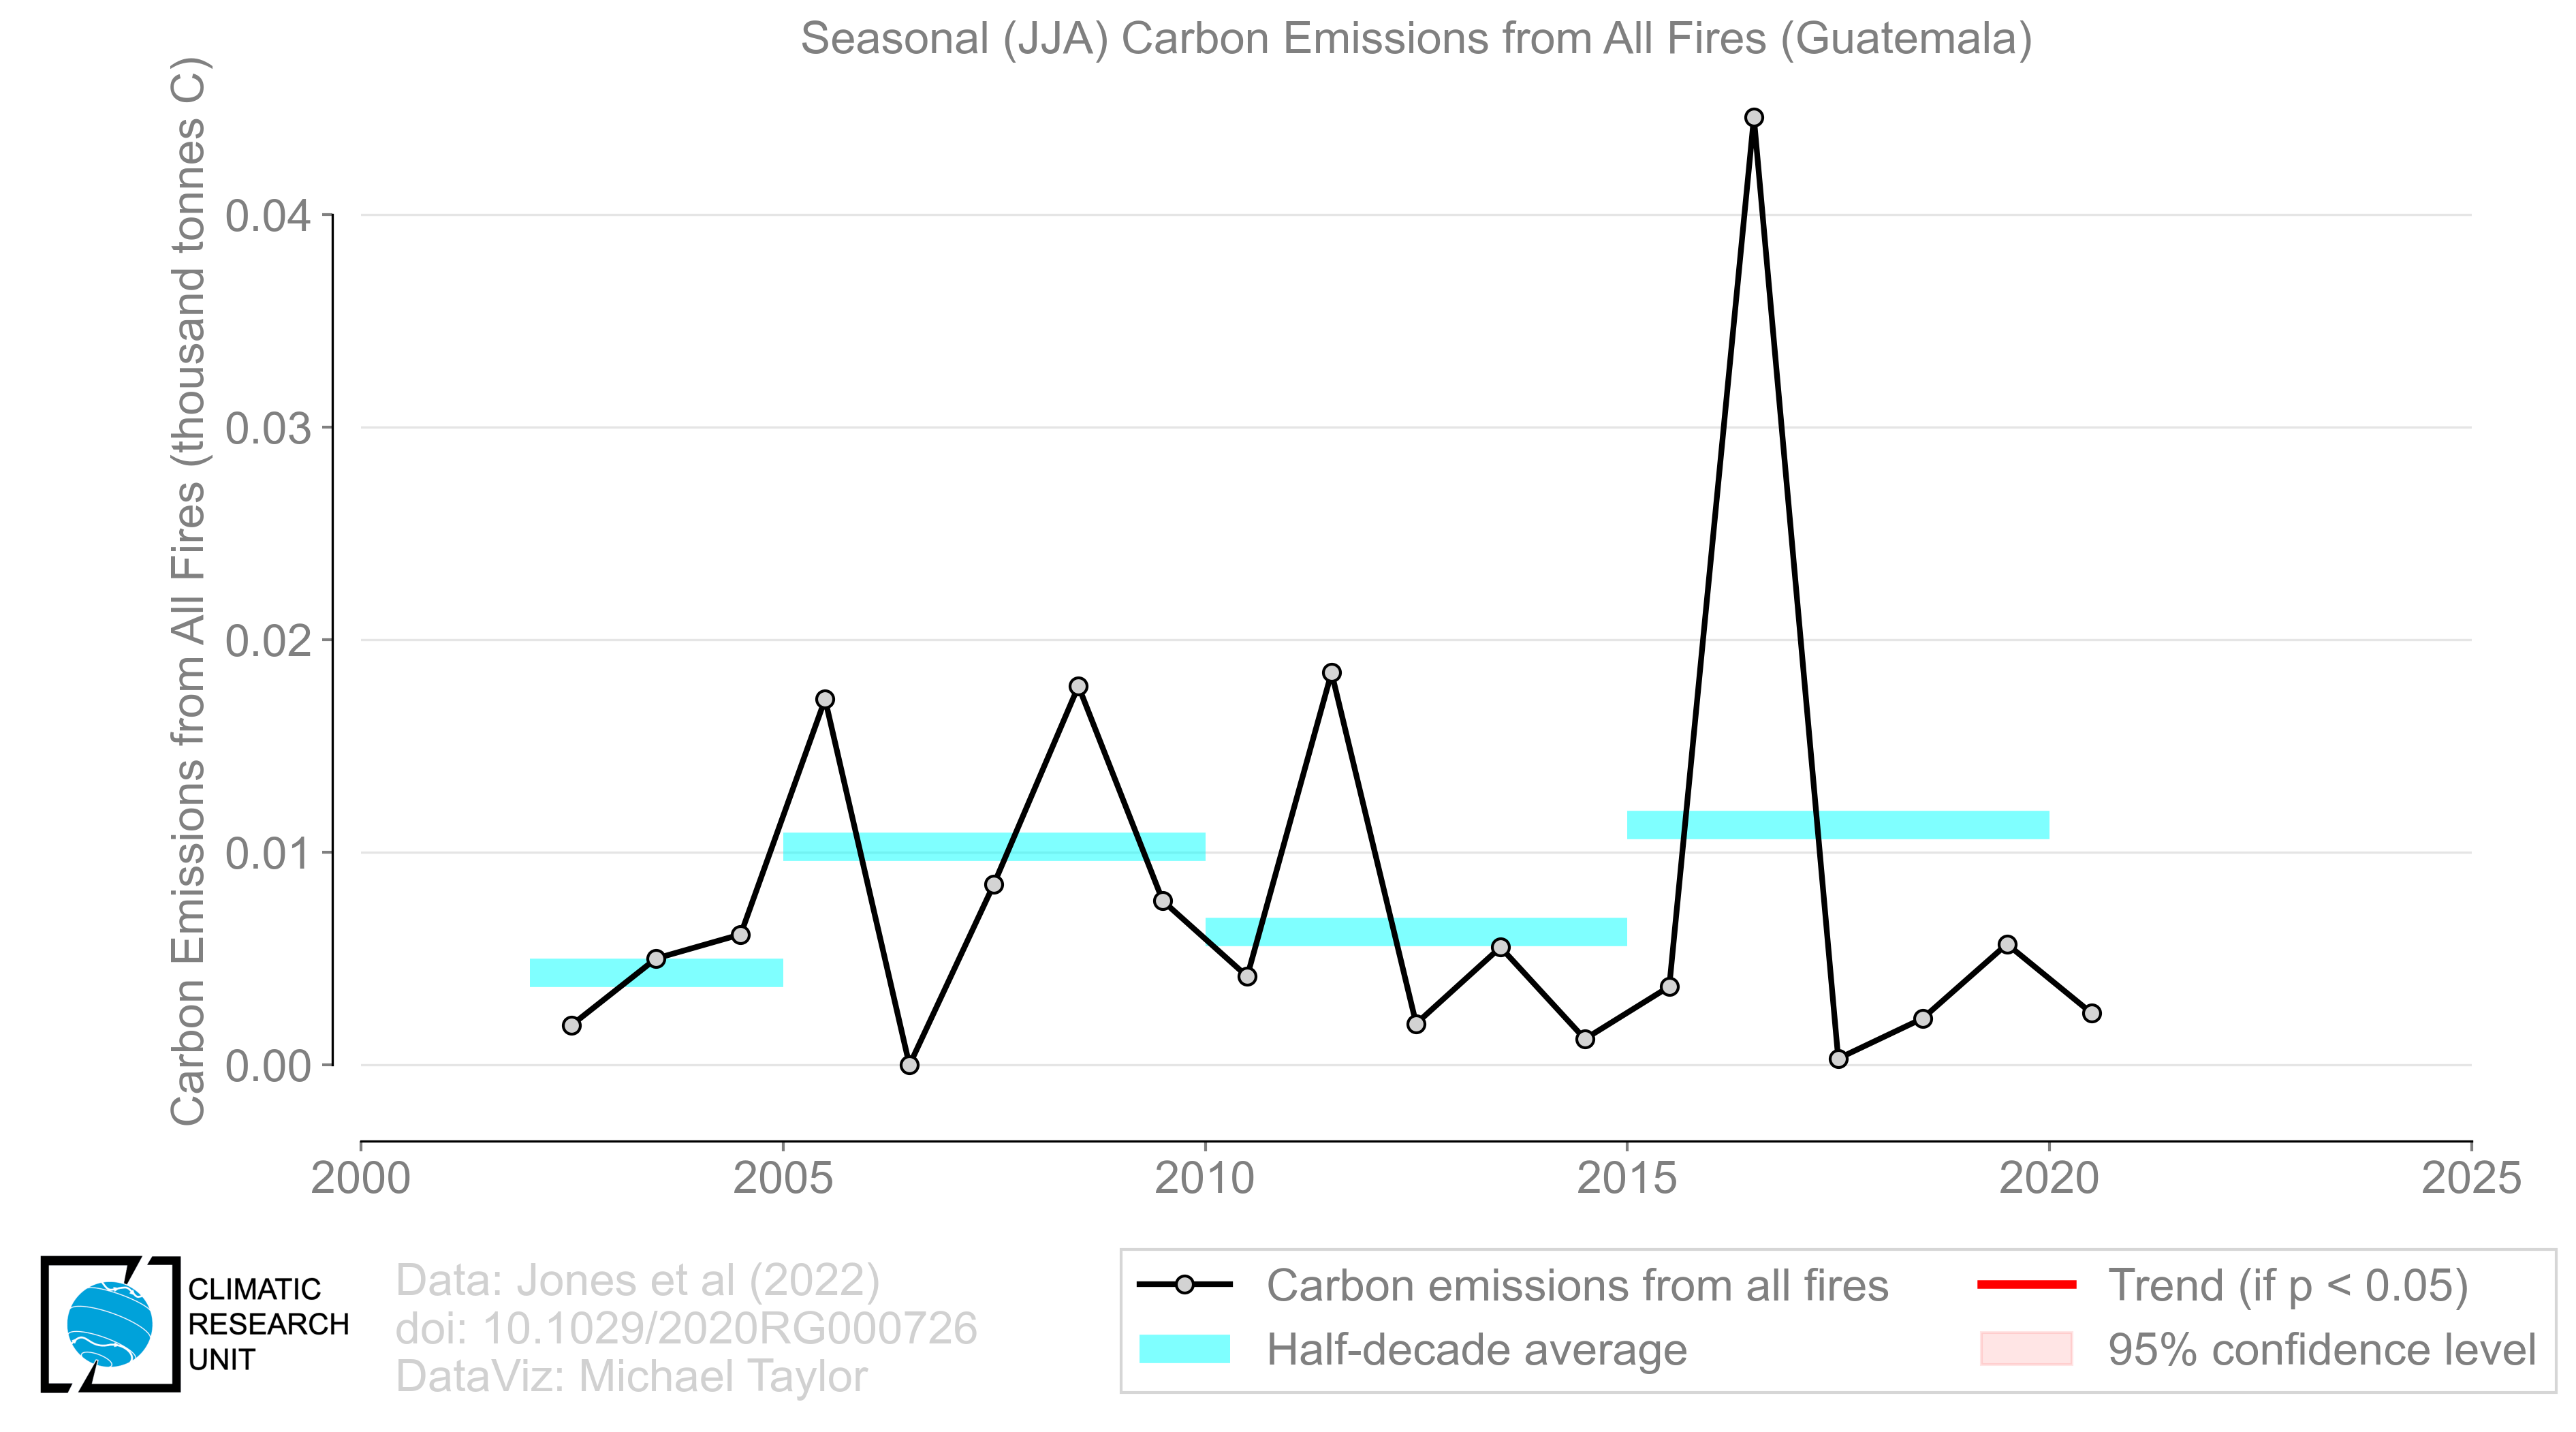 Seasonal (JJA) Carbon Emissions from All Fires (Guatemala)
Carbon Emissions from All Fires (thousand tonnes C)
0.04
0.03
0.02
0.01
0.00
2000 2005 2010 2015 2020 2025
CLIMATIC
RESEARCH
UNIT
Data: Jones et al (2022)
doi: 10.1029/2020RG000726
DataViz: Michael Taylor
Carbon emissions from all fires
Half-decade average
Trend (if p < 0.05)
95% confidence level